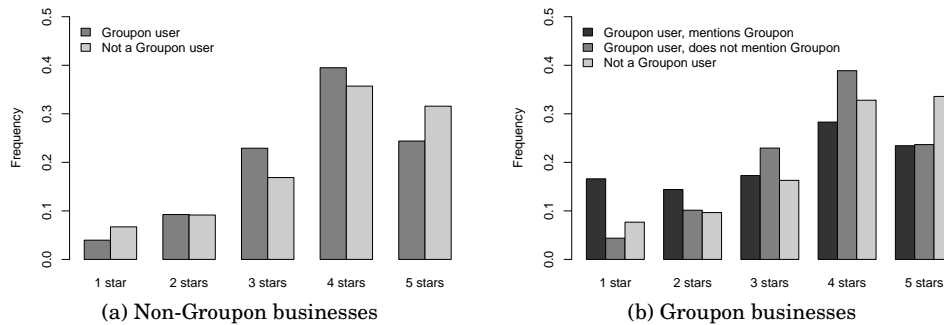 0.5
0.4
0.3
0.2
0.1
0.0
Frequency
Groupon user
Not a Groupon user
1 star 2 stars 3 stars 4 stars 5 stars
(a) Non-Groupon businesses
0.5
0.4
0.3
0.2
0.1
0.0
Frequency
Groupon user, mentions Groupon
Groupon user, does not mention Groupon
Not a Groupon user
1 star 2 stars 3 stars 4 stars 5 stars
(b) Groupon businesses